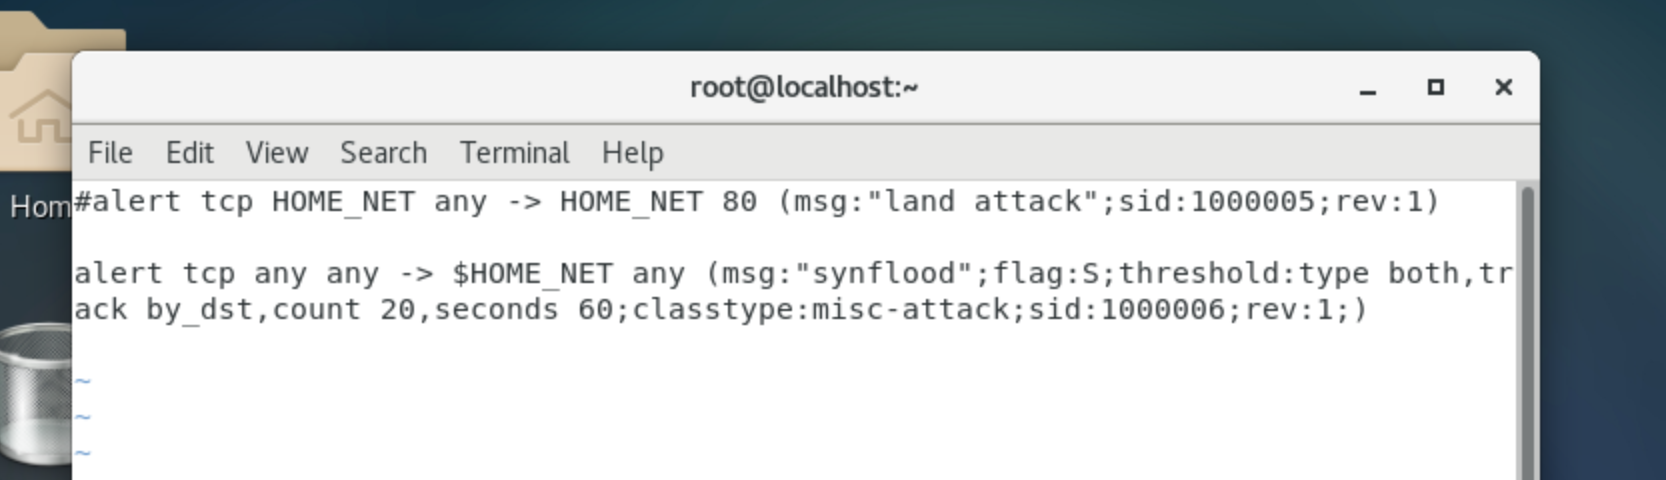 root@localhost:~
File Edit View Search Terminal Help
Hom
#alert tcp HOME_NET any -> HOME_NET 80 (msg:"land attack";sid:1000005;rev:1)
alert tcp any any -> $HOME_NET any (msg:"synflood";flag:S;threshold:type both,tr
ack by_dst,count 20,seconds 60;classtype:misc-attack;sid:1000006;rev:1;)
~
~
~